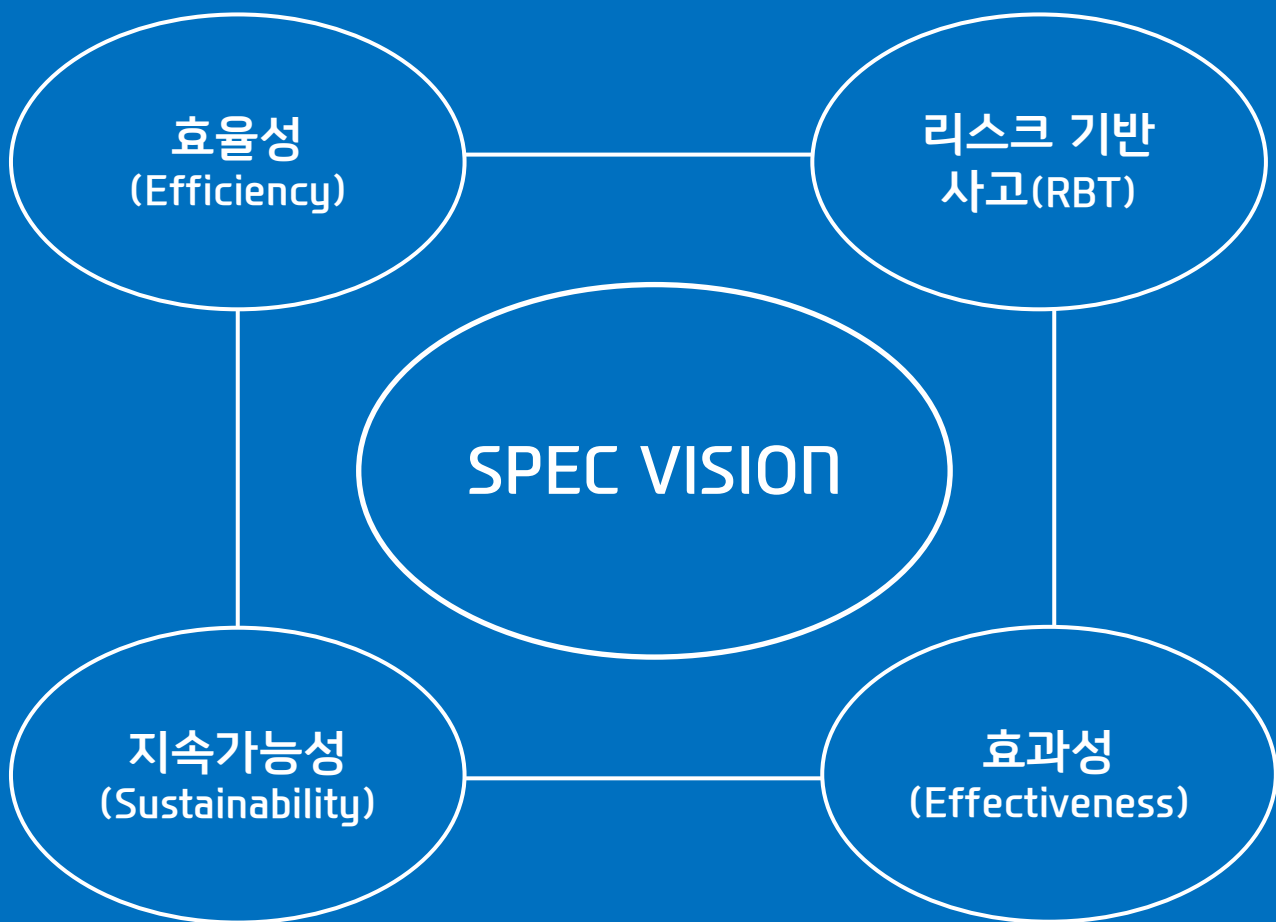 효율성
(Efficiency)
리스크 기반
사고(RBT)
SPEC VISION
지속가능성
(Sustainability)
효과성
(Effectiveness)